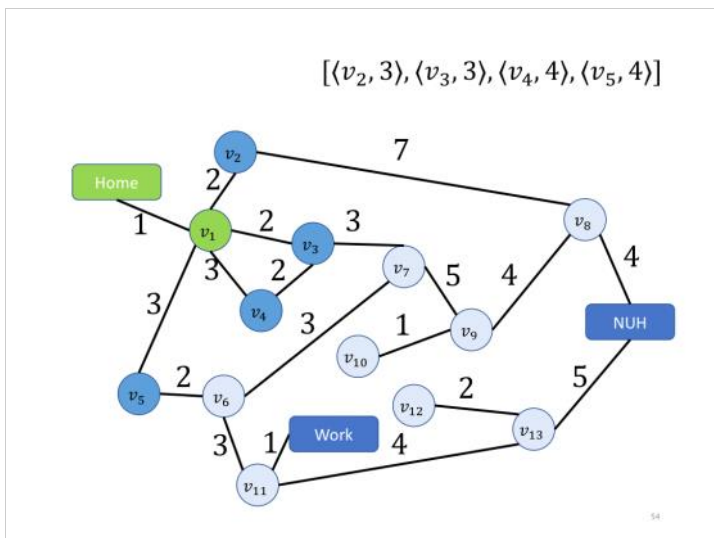 [⟨v₂, 3⟩, ⟨v₃, 3⟩, ⟨v₄, 4⟩, ⟨v₅, 4⟩]
v₂
7
Home
2
1
v₁
2
v₃
3
v₈
3
2
v₇
5
4
4
v₄
3
3
1
v₉
NUH
v₁₀
5
v₅
2
v₆
v₁₂
2
3
1
Work
4
v₁₃
v₁₁
54